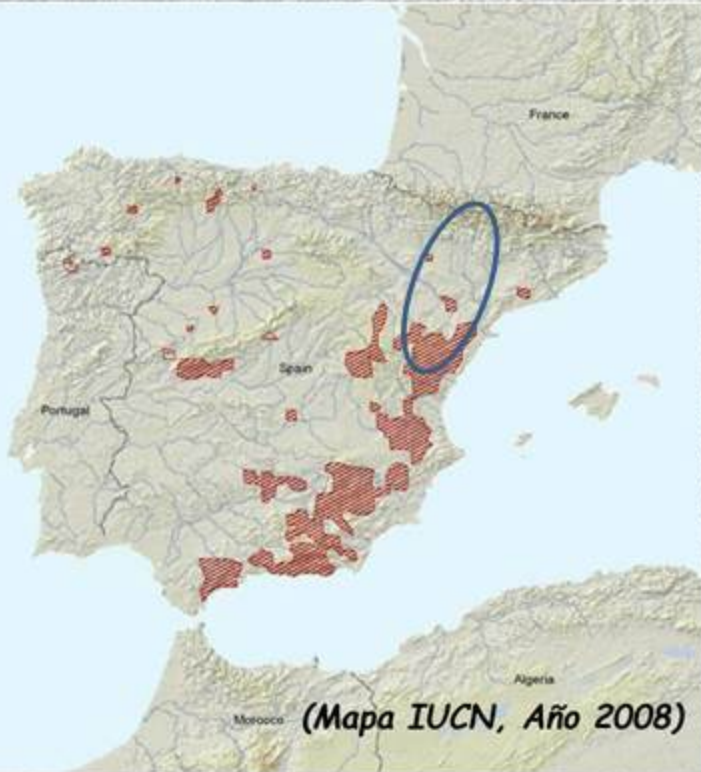 France
Spain
Portugal
Algeria
Morocco
(Mapa IUCN, Año 2008)